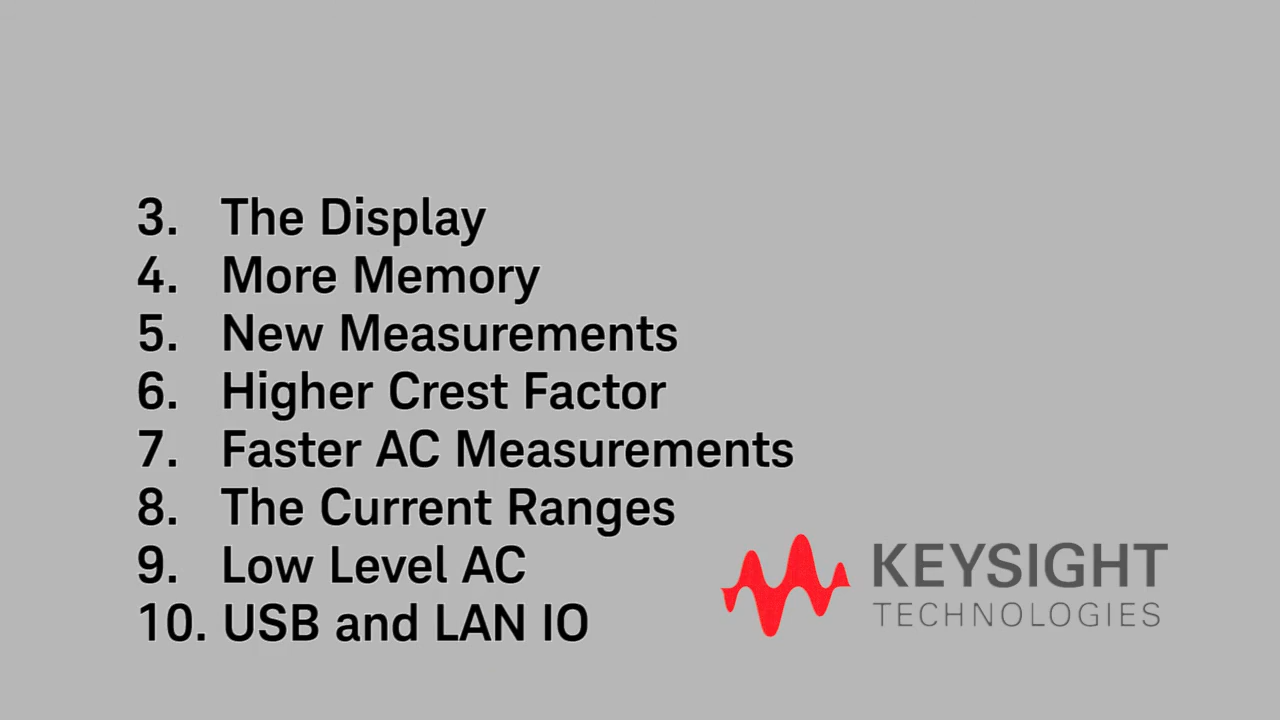 3. The Display
4. More Memory
5. New Measurements
6. Higher Crest Factor
7. Faster AC Measurements
8. The Current Ranges
9. Low Level AC
10. USB and LAN IO
KEYSIGHT
TECHNOLOGIES